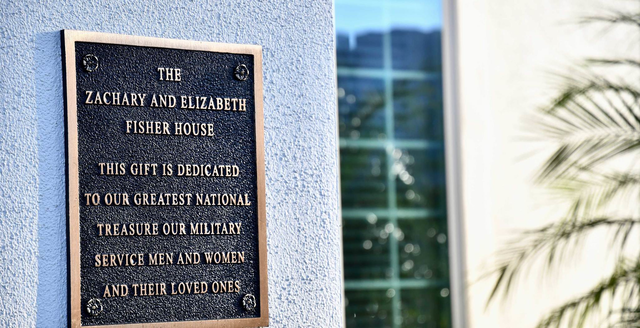 THE
ZACHARY AND ELIZABETH
FISHER HOUSE
THIS GIFT IS DEDICATED
TO OUR GREATEST NATIONAL
TREASURE OUR MILITARY
SERVICE MEN AND WOMEN
AND THEIR LOVED ONES